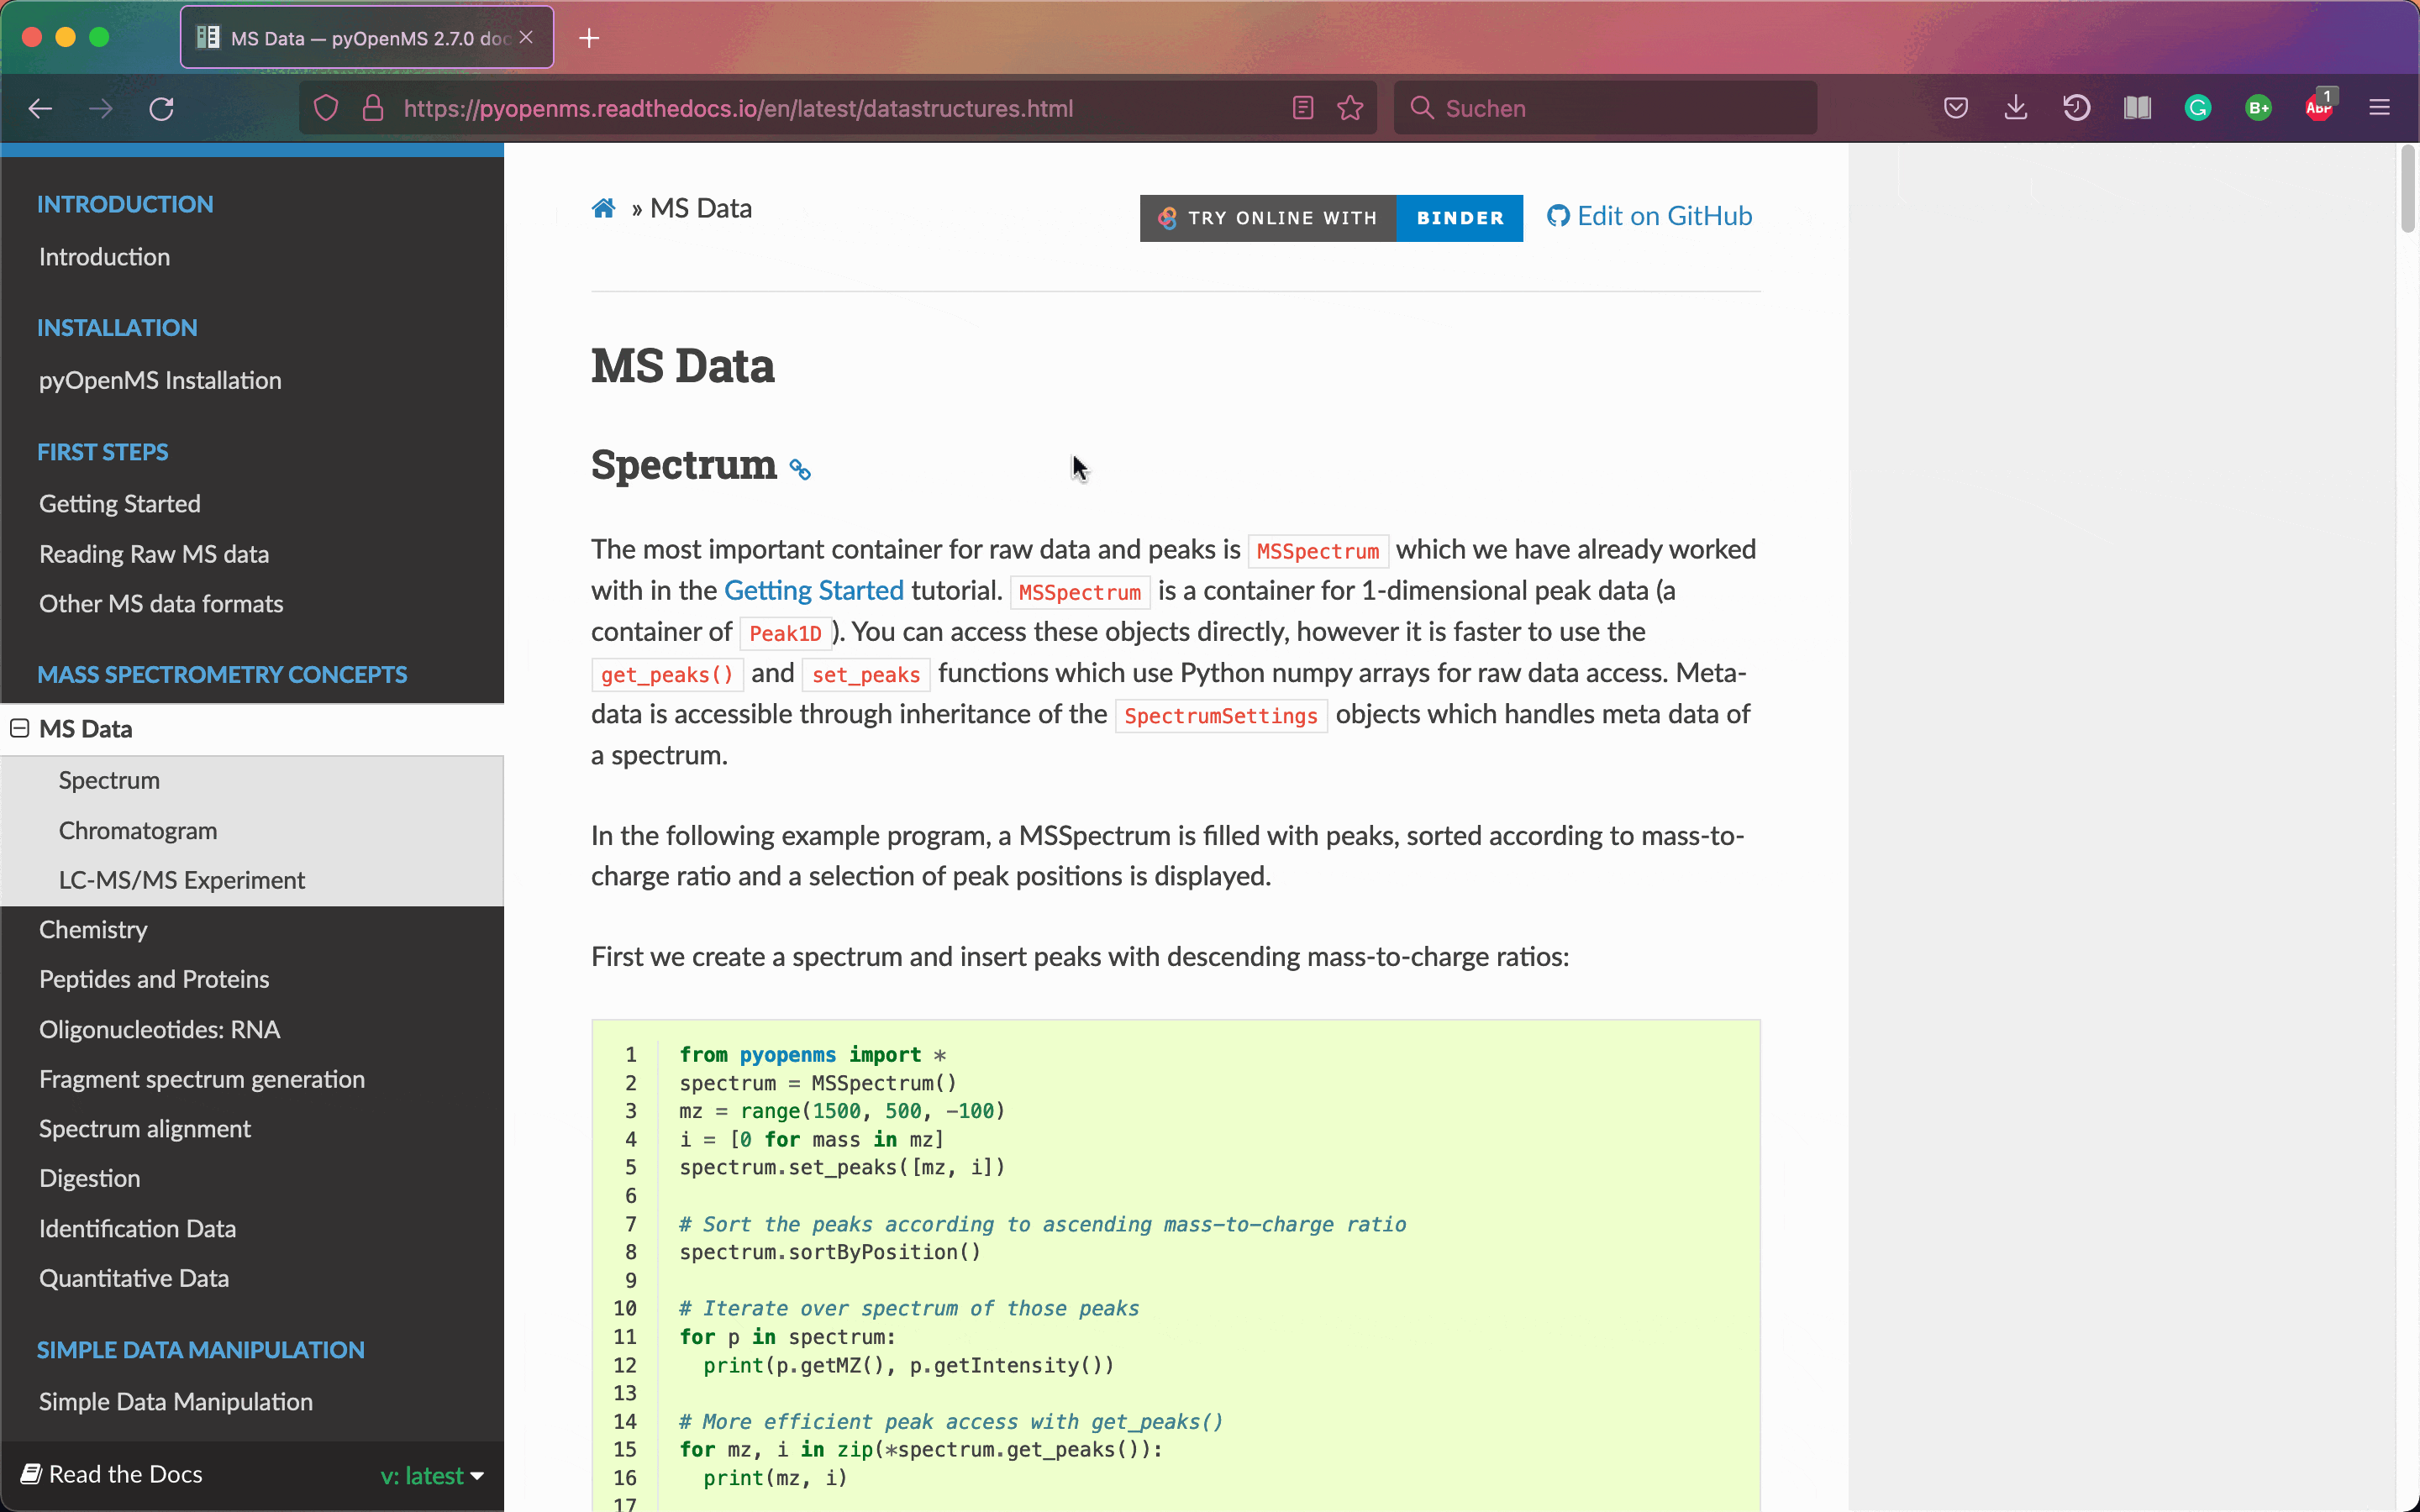 MS Data — pyOpenMS 2.7.0 doc
https://pyopenms.readthedocs.io/en/latest/datastructures.html
Suchen
G
B+
ABP
1
INTRODUCTION
Introduction
INSTALLATION
pyOpenMS Installation
FIRST STEPS
Getting Started
Reading Raw MS data
Other MS data formats
MASS SPECTROMETRY CONCEPTS
MS Data
Spectrum
Chromatogram
LC-MS/MS Experiment
Chemistry
Peptides and Proteins
Oligonucleotides: RNA
Fragment spectrum generation
Spectrum alignment
Digestion
Identification Data
Quantitative Data
SIMPLE DATA MANIPULATION
Simple Data Manipulation
Read the Docs
v: latest
» MS Data
TRY ONLINE WITH BINDER
Edit on GitHub
MS Data
Spectrum
The most important container for raw data and peaks is MSSpectrum which we have already worked
with in the Getting Started tutorial. MSSpectrum is a container for 1-dimensional peak data (a
container of Peak1D ). You can access these objects directly, however it is faster to use the
get_peaks() and set_peaks functions which use Python numpy arrays for raw data access. Meta-
data is accessible through inheritance of the SpectrumSettings objects which handles meta data of
a spectrum.
In the following example program, a MSSpectrum is filled with peaks, sorted according to mass-to-
charge ratio and a selection of peak positions is displayed.
First we create a spectrum and insert peaks with descending mass-to-charge ratios:
1 from pyopenms import *
2 spectrum = MSSpectrum()
3 mz = range(1500, 500, -100)
4 i = [0 for mass in mz]
5 spectrum.set_peaks([mz, i])
6
7 # Sort the peaks according to ascending mass-to-charge ratio
8 spectrum.sortByPosition()
9
10 # Iterate over spectrum of those peaks
11 for p in spectrum:
12 print(p.getMZ(), p.getIntensity())
13
14 # More efficient peak access with get_peaks()
15 for mz, i in zip(*spectrum.get_peaks()):
16 print(mz, i)
17